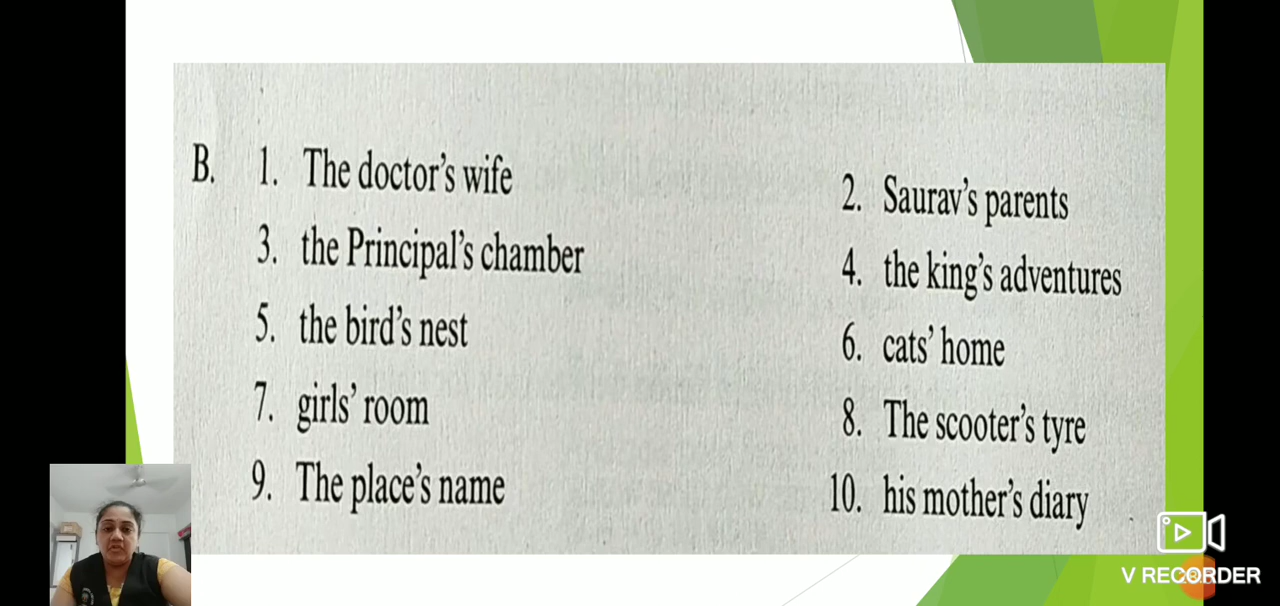 B. 1. The doctor's wife
2. Saurav's parents
3. the Principal's chamber
4. the king's adventures
5. the bird's nest
6. cats' home
7. girls' room
8. The scooter's tyre
9. The place's name
10. his mother's diary
V RECORDER